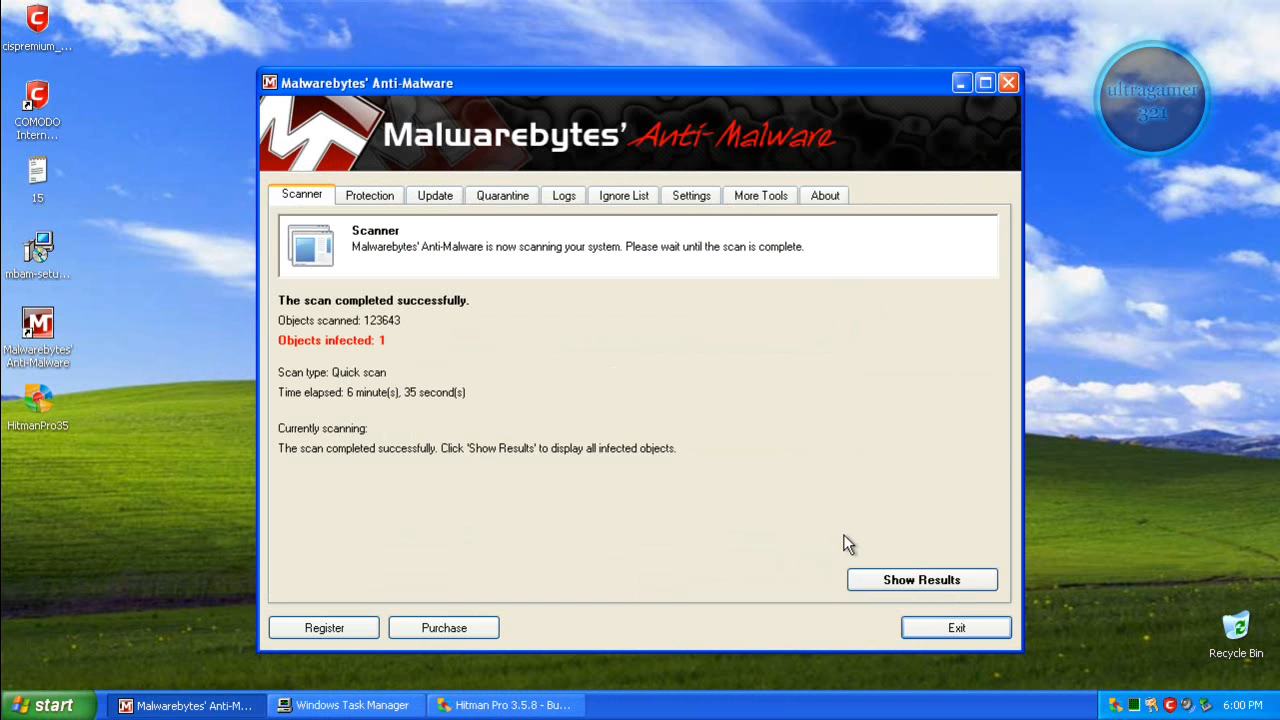 cispremium_...
COMODO
Intern...
15
mbam-setu...
Malwarebytes'
Anti-Malware
HitmanPro35
Malwarebytes' Anti-Malware
Malwarebytes' Anti-Malware
Scanner
Protection
Update
Quarantine
Logs
Ignore List
Settings
More Tools
About
Scanner
Malwarebytes' Anti-Malware is now scanning your system. Please wait until the scan is complete.
The scan completed successfully.
Objects scanned: 123643
Objects infected: 1
Scan type: Quick scan
Time elapsed: 6 minute(s), 35 second(s)
Currently scanning:
The scan completed successfully. Click 'Show Results' to display all infected objects.
Show Results
Register
Purchase
Exit
ultragamer
321
Recycle Bin
start
Malwarebytes' Anti-M...
Windows Task Manager
Hitman Pro 3.5.8 - Bu...
6:00 PM